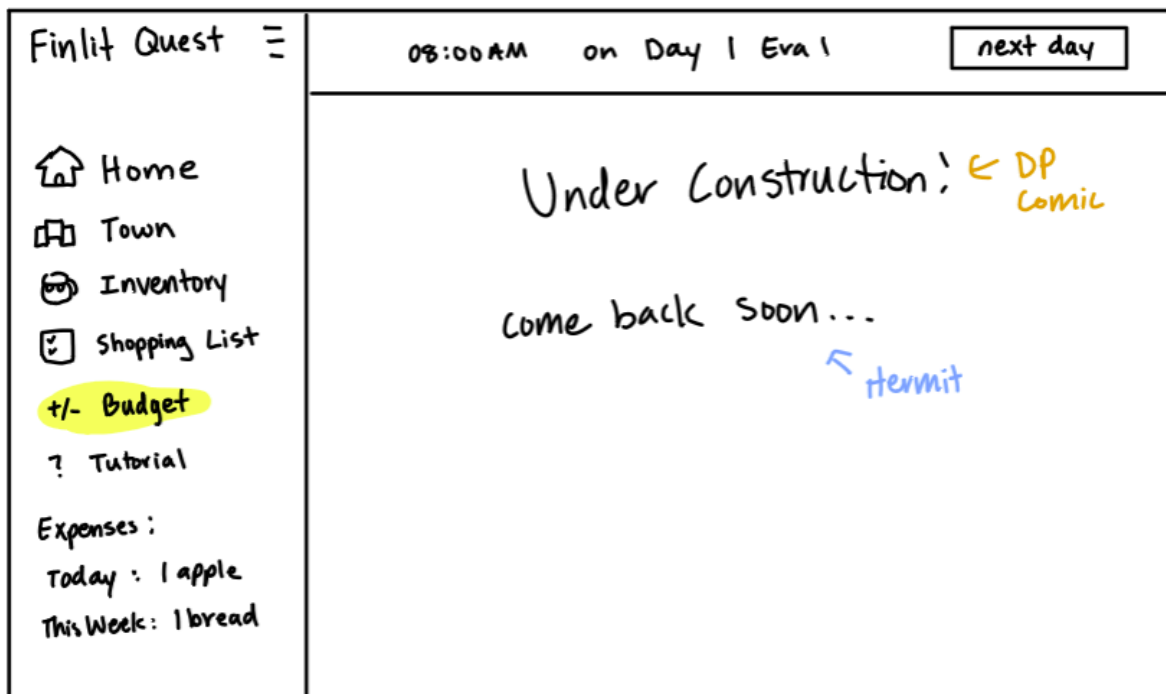 Finlit Quest
08:00AM on Day 1 Era 1
next day
Home
Town
Inventory
Shopping List
+/- Budget
? Tutorial
Expenses:
Today: 1 apple
This Week: 1 bread
Under Construction!
DP
Comic
come back soon...
Hermit